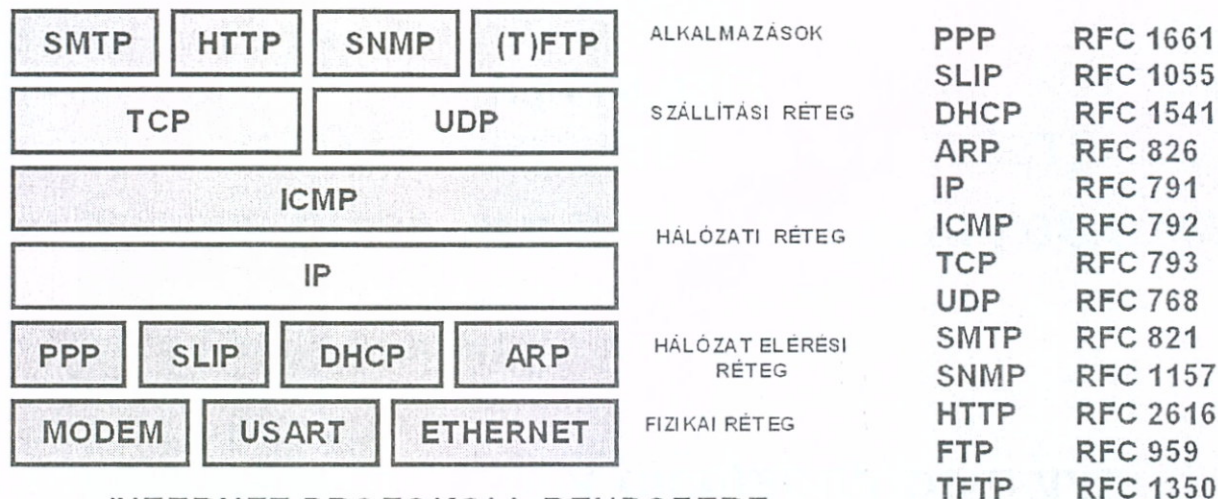 SMTP HTTP SNMP (T)FTP
ALKALMAZÁSOK
TCP UDP
SZÁLLÍTÁSI RÉTEG
ICMP
IP
HÁLÓZATI RÉTEG
PPP SLIP DHCP ARP
HÁLÓZAT ELÉRÉSI
RÉTEG
MODEM USART ETHERNET
FIZIKAI RÉTEG
PPP RFC 1661
SLIP RFC 1055
DHCP RFC 1541
ARP RFC 826
IP RFC 791
ICMP RFC 792
TCP RFC 793
UDP RFC 768
SMTP RFC 821
SNMP RFC 1157
HTTP RFC 2616
FTP RFC 959
TFTP RFC 1350